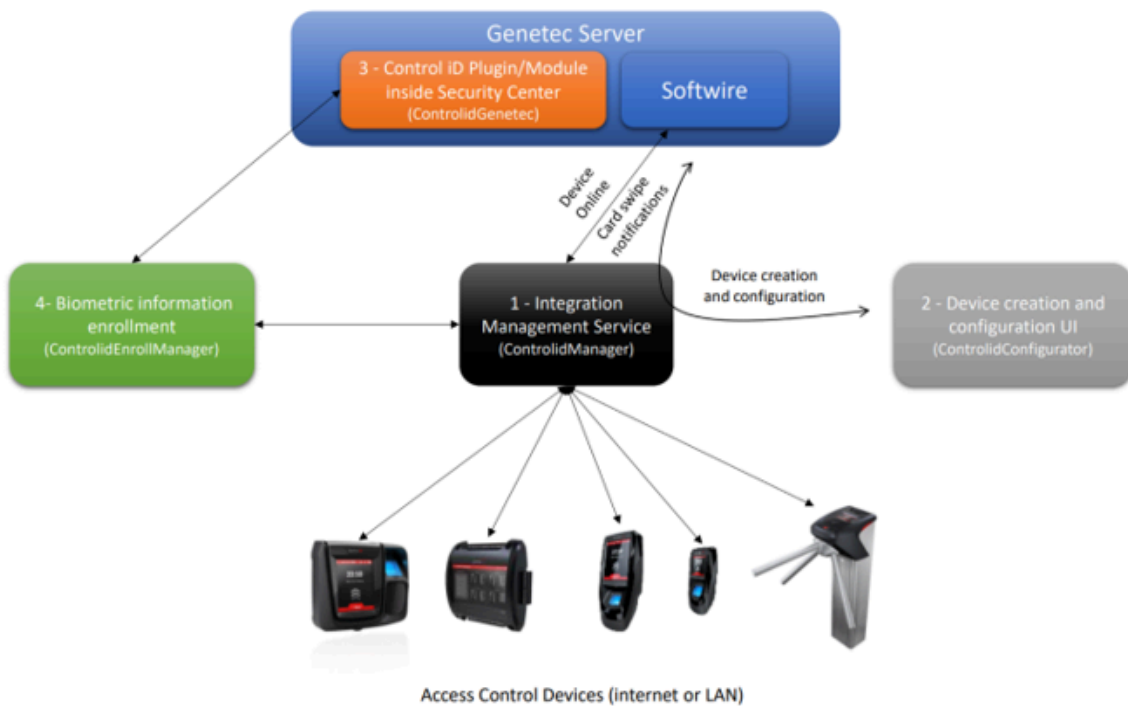 Genetec Server
3 - Control iD Plugin/Module
inside Security Center
(ControlidGenetec)
Softwire
Device
Online
Card swipe
notifications
Device creation
and configuration
4- Biometric information
enrollment
(ControlidEnrollManager)
1 - Integration
Management Service
(ControlidManager)
2 - Device creation and
configuration UI
(ControlidConfigurator)
Access Control Devices (internet or LAN)